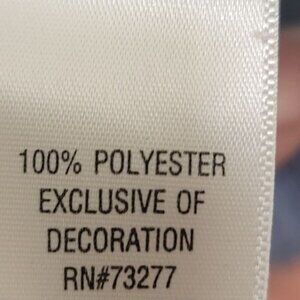 100% POLYESTER
EXCLUSIVE OF
DECORATION
RN#73277